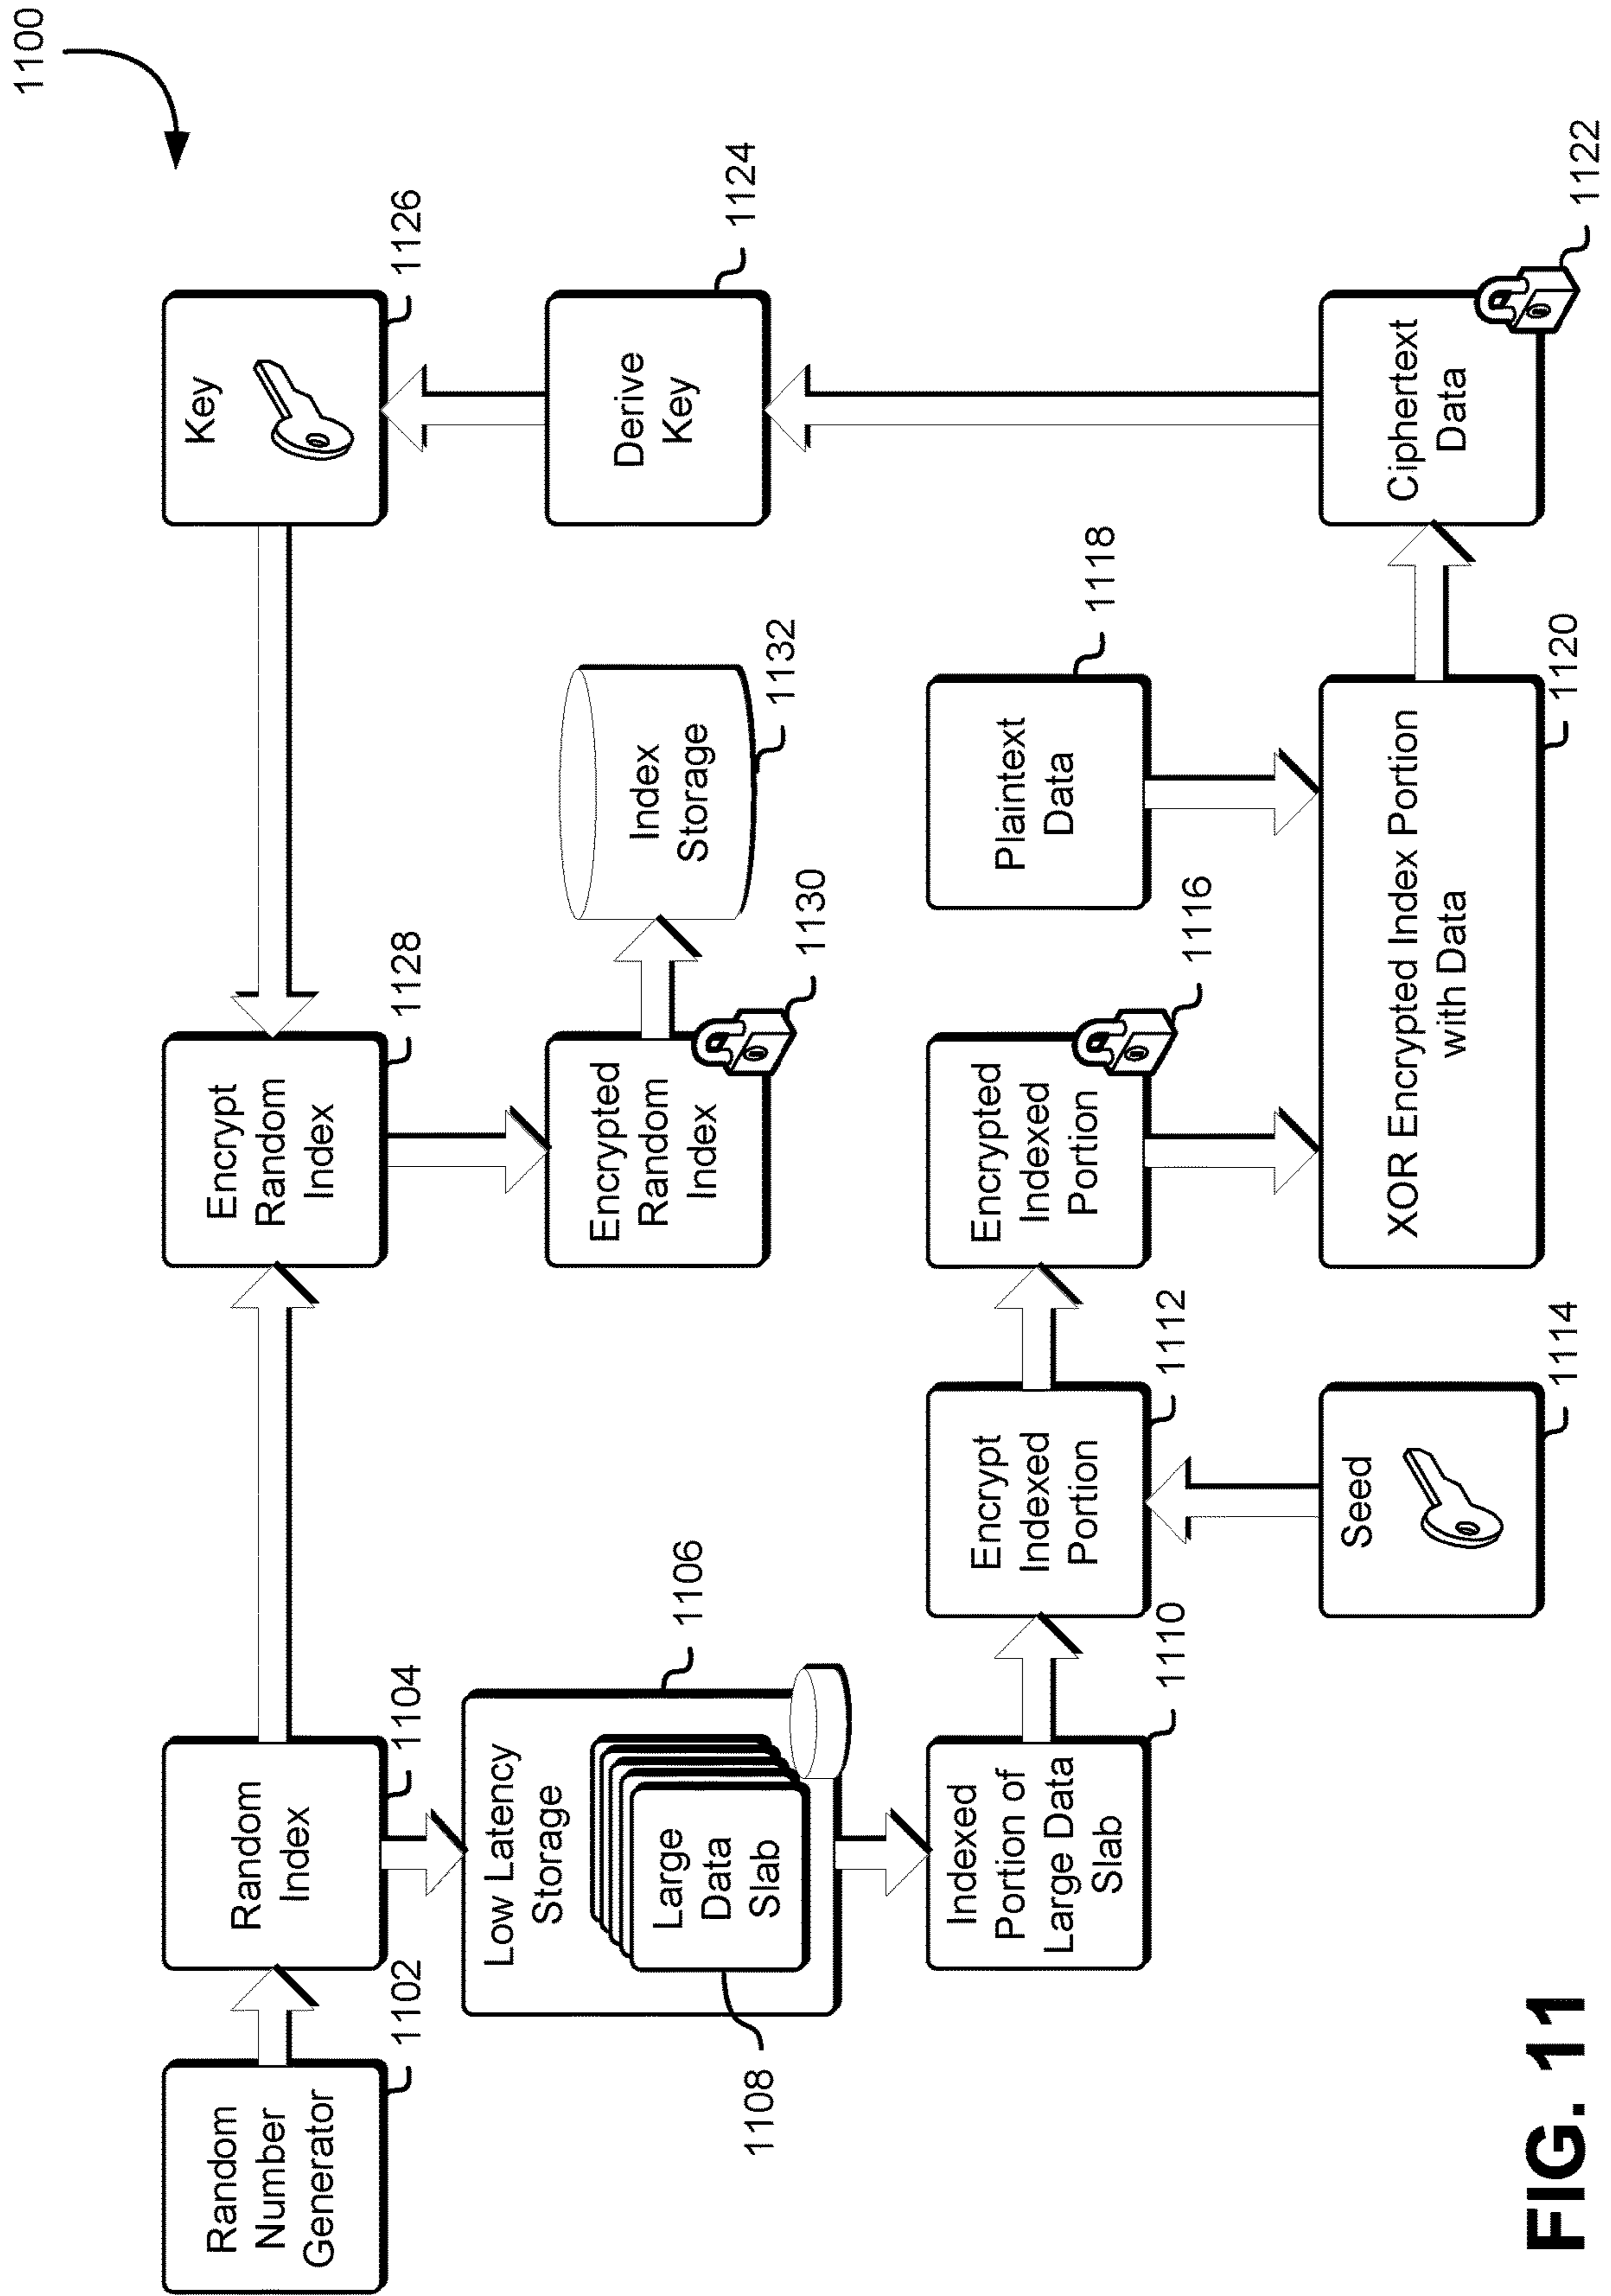 1100
Random
Number
Generator
1102
Random
Index
1104
Encrypt
Random
Index
1128
Key
1126
Low Latency
Storage
1106
Large
Data
Slab
1108
Encrypted
Random
Index
1130
Index
Storage
1132
Derive
Key
1124
Indexed
Portion of
Large Data
Slab
1110
Encrypt
Indexed
Portion
1112
Encrypted
Indexed
Portion
1116
Plaintext
Data
1118
Seed
1114
XOR Encrypted Index Portion
with Data
1120
Ciphertext
Data
1122
FIG. 11